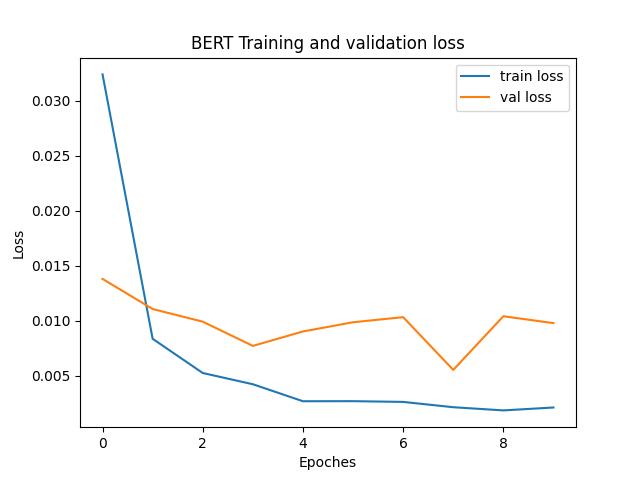 BERT Training and validation loss
train loss
val loss
0.030
0.025
0.020
0.015
0.010
0.005
Loss
0 2 4 6 8
Epoches